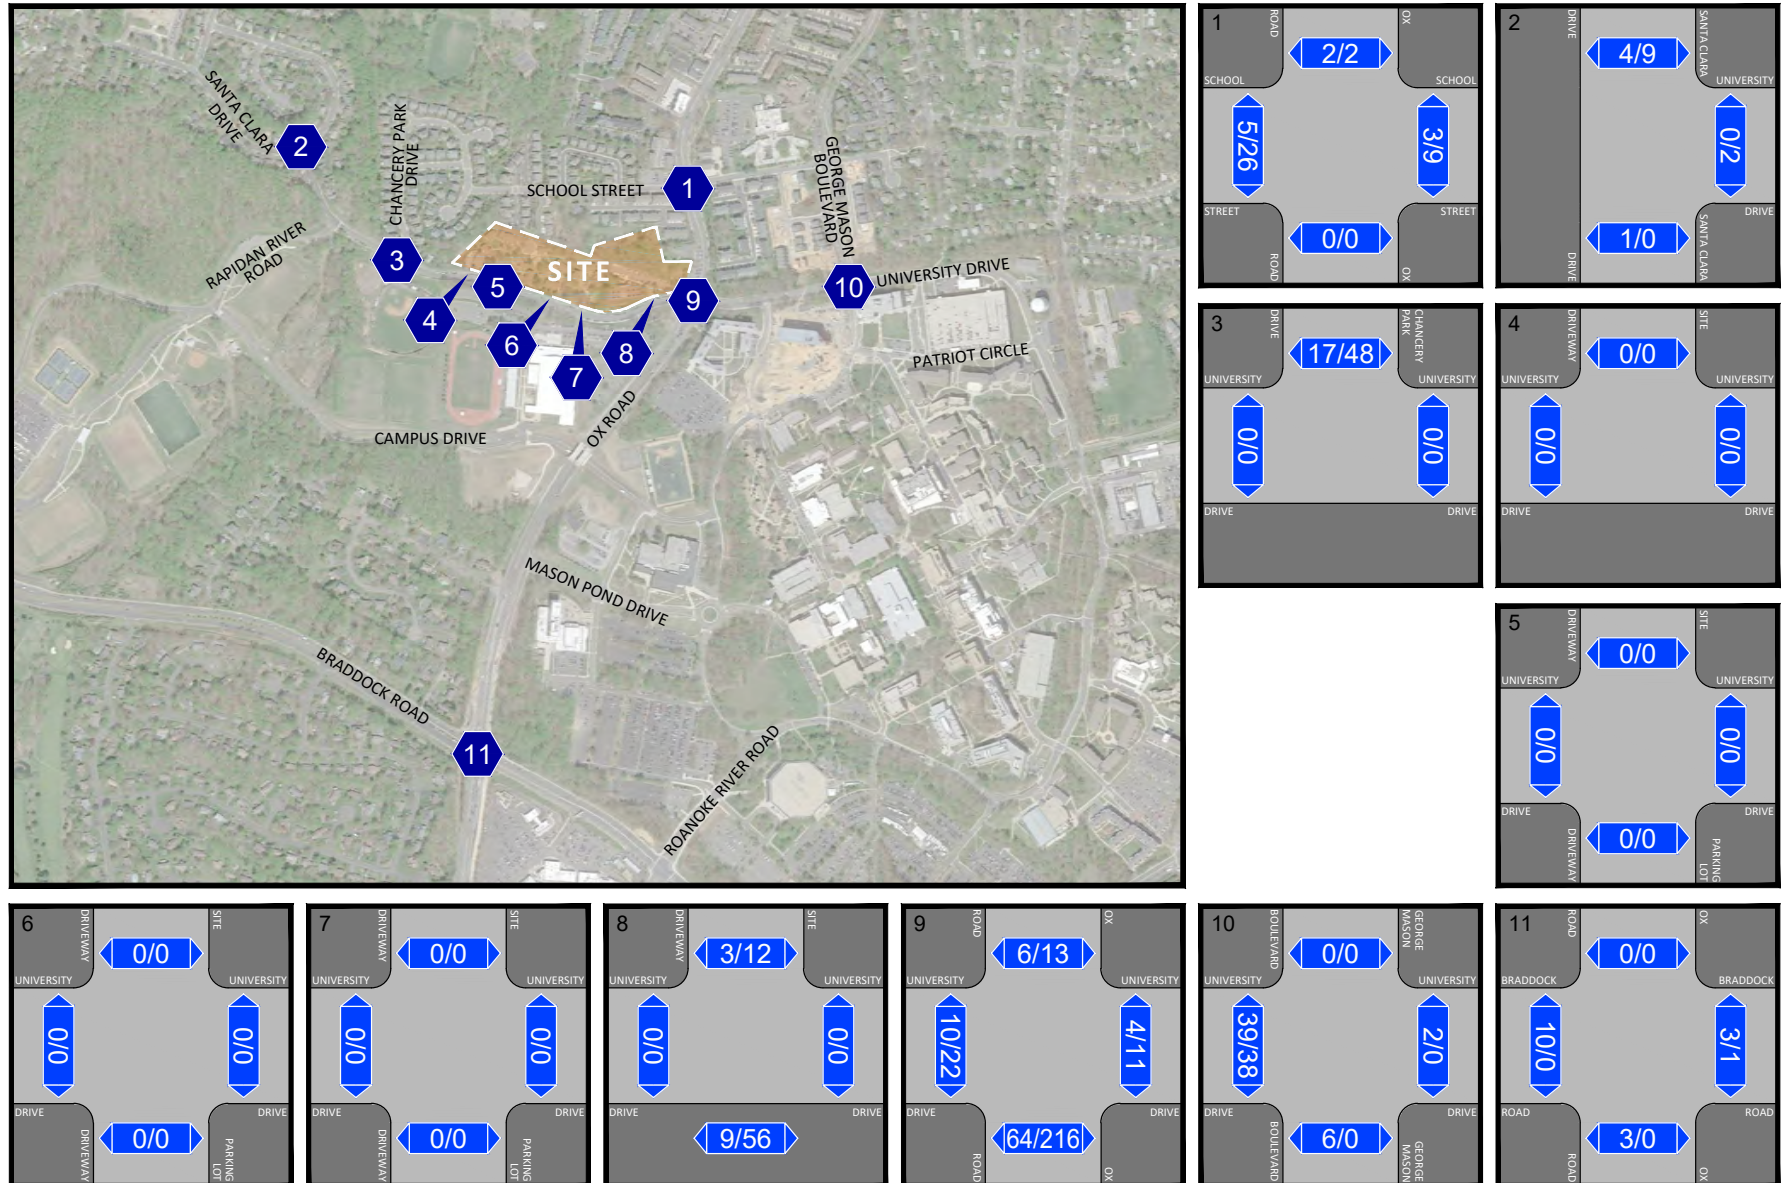 SANTA CLARA
DRIVE
2
CHANCERY PARK
DRIVE
SCHOOL STREET
1
GEORGE MASON
BOULEVARD
RAPIDAN RIVER
ROAD
3
SITE
4
5
6
7
8
9
10
UNIVERSITY DRIVE
PATRIOT CIRCLE
CAMPUS DRIVE
OX ROAD
MASON POND DRIVE
BRADDOCK ROAD
11
ROANOKE RIVER ROAD
1
ROAD
OX
2/2
SCHOOL
SCHOOL
5/26
3/9
STREET
STREET
0/0
ROAD
OX
2
DRIVE
SANTA CLARA
4/9
UNIVERSITY
0/2
DRIVE
1/0
DRIVE
SANTA CLARA
3
DRIVE
CHANCERY
PARK
17/48
UNIVERSITY
UNIVERSITY
0/0
0/0
DRIVE
DRIVE
4
DRIVEWAY
SITE
0/0
UNIVERSITY
UNIVERSITY
0/0
0/0
DRIVE
DRIVE
5
DRIVEWAY
SITE
0/0
UNIVERSITY
UNIVERSITY
0/0
0/0
DRIVE
DRIVE
0/0
DRIVEWAY
PARKING
LOT
6
DRIVEWAY
SITE
0/0
UNIVERSITY
UNIVERSITY
0/0
0/0
DRIVE
DRIVE
0/0
DRIVEWAY
PARKING
LOT
7
DRIVEWAY
SITE
0/0
UNIVERSITY
UNIVERSITY
0/0
0/0
DRIVE
DRIVE
0/0
DRIVEWAY
PARKING
LOT
8
DRIVEWAY
SITE
3/12
UNIVERSITY
UNIVERSITY
0/0
0/0
DRIVE
DRIVE
9/56
9
ROAD
OX
6/13
UNIVERSITY
UNIVERSITY
10/22
4/11
DRIVE
DRIVE
64/216
ROAD
OX
10
BOULEVARD
GEORGE
MASON
0/0
UNIVERSITY
UNIVERSITY
39/38
2/0
DRIVE
DRIVE
6/0
BOULEVARD
GEORGE
MASON
11
ROAD
OX
0/0
BRADDOCK
BRADDOCK
10/0
3/1
ROAD
ROAD
3/0
ROAD
OX